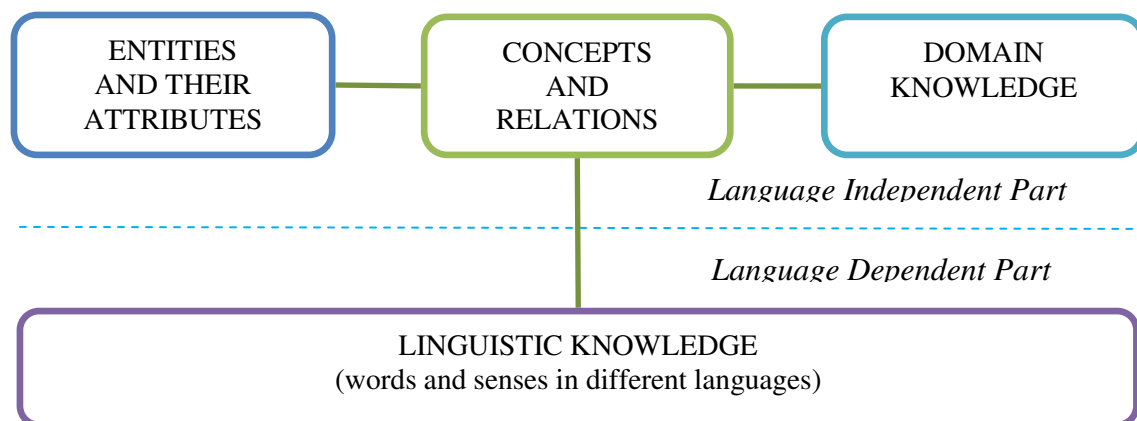 ENTITIES
AND THEIR
ATTRIBUTES
CONCEPTS
AND
RELATIONS
DOMAIN
KNOWLEDGE
Language Independent Part
Language Dependent Part
LINGUISTIC KNOWLEDGE
(words and senses in different languages)